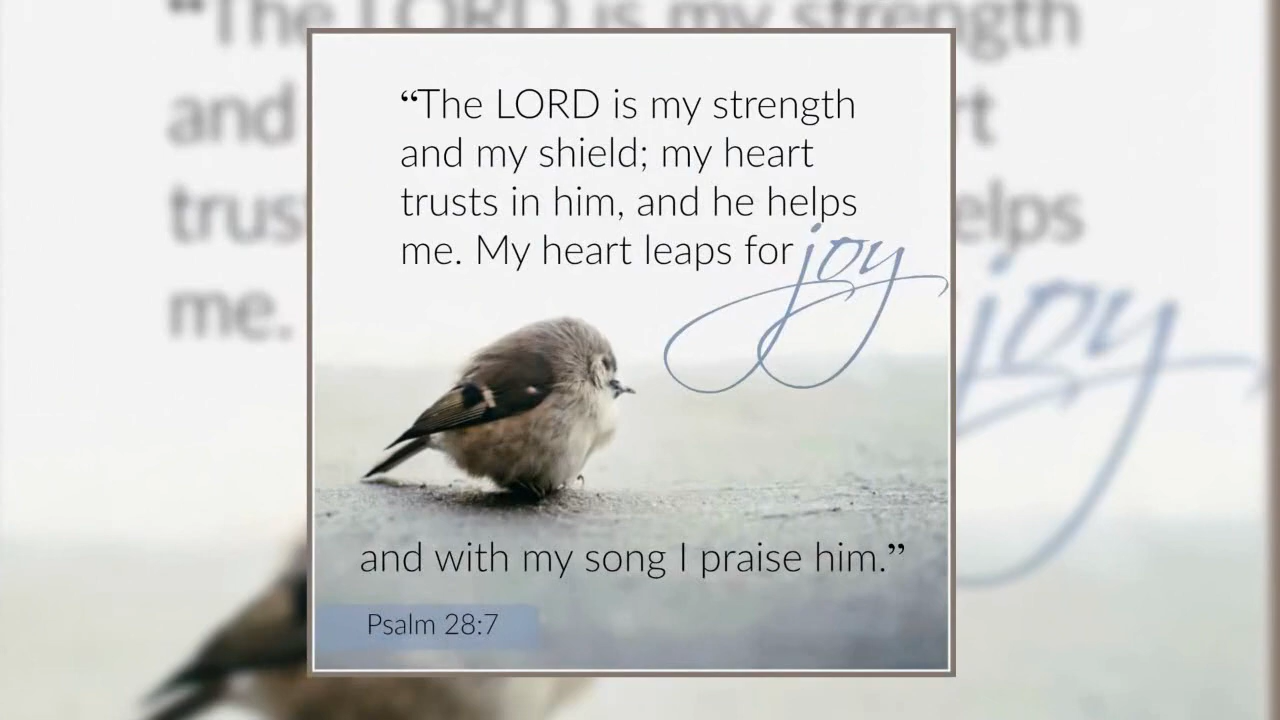 “The LORD is my strength
and my shield; my heart
trusts in him, and he helps
me. My heart leaps for joy
and with my song I praise him.”
Psalm 28:7